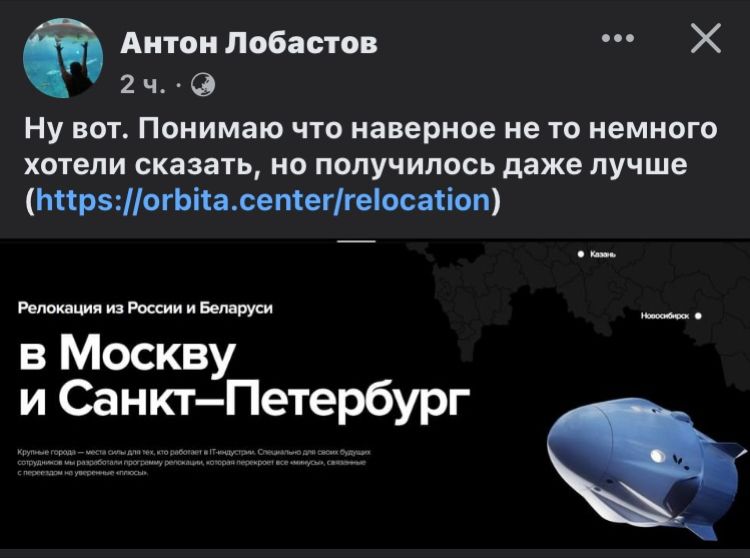 Антон Лобастов
2 ч. ·
Ну вот. Понимаю что наверное не то немного
хотели сказать, но получилось даже лучше
(https://orbita.center/relocation)
Казань
Релокация из России и Беларуси
Новосибирск
в Москву
и Санкт–Петербург
Крупные города — места силы для тех, кто работает в IT-индустрии. Специально для своих будущих
сотрудников мы разработали программу релокации, которая перекроет все «минусы», связанные
с переездом на уверенные «плюсы».